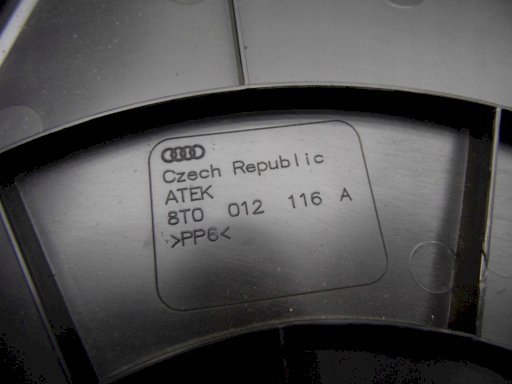 Czech Republic
ATEK
8T0 012 116 A
>PP6<